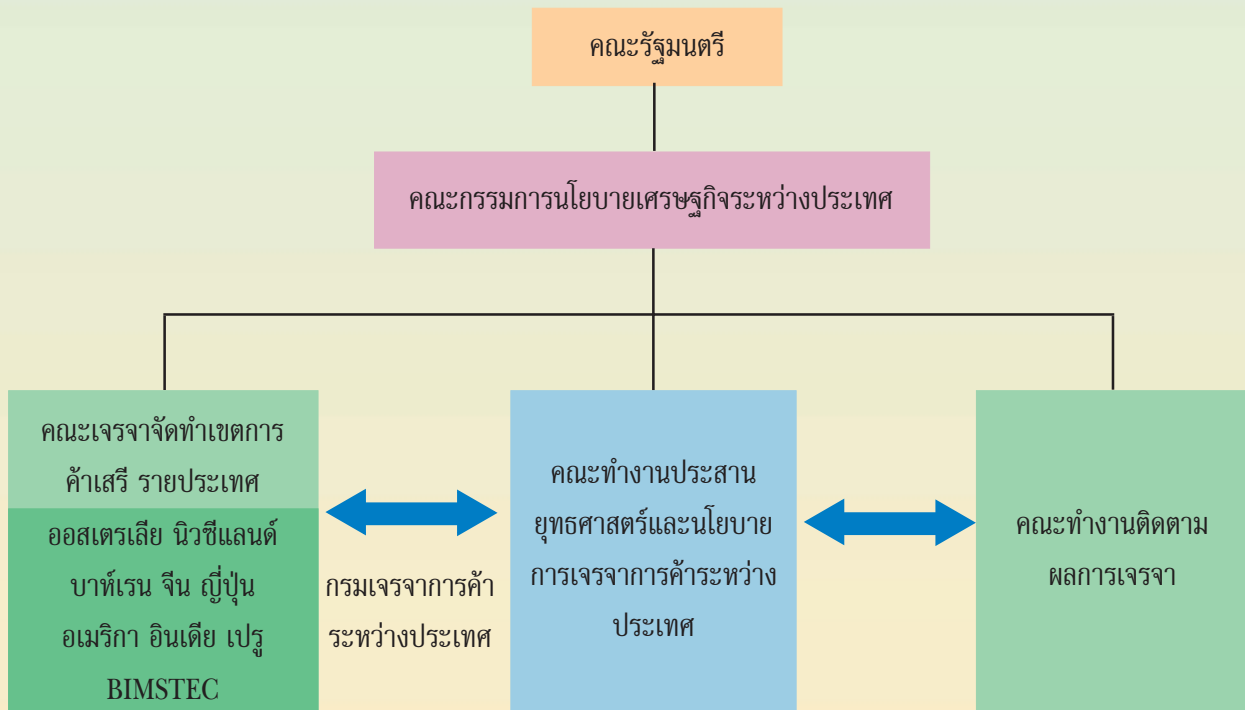 คณะรัฐมนตรี
คณะกรรมการนโยบายเศรษฐกิจระหว่างประเทศ
คณะเจรจาจัดทำเขตการ
ค้าเสรี รายประเทศ
ออสเตรเลีย นิวซีแลนด์
บาห์เรน จีน ญี่ปุ่น
อเมริกา อินเดีย เปรู
BIMSTEC
กรมเจรจาการค้า
ระหว่างประเทศ
คณะทำงานประสาน
ยุทธศาสตร์และนโยบาย
การเจรจาการค้าระหว่าง
ประเทศ
คณะทำงานติดตาม
ผลการเจรจา